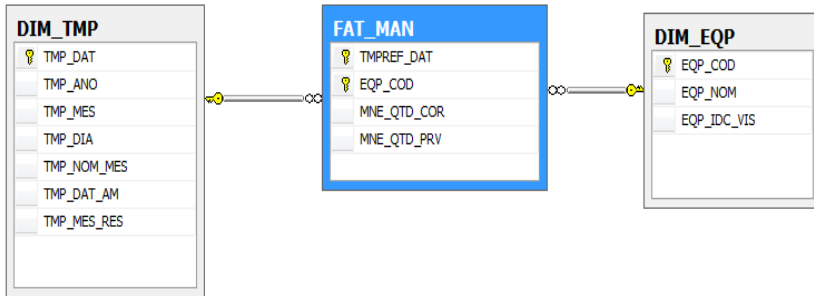 DIM_TMP
TMP_DAT
TMP_ANO
TMP_MES
TMP_DIA
TMP_NOM_MES
TMP_DAT_AM
TMP_MES_RES
FAT_MAN
TMPREF_DAT
EQP_COD
MNE_QTD_COR
MNE_QTD_PRV
DIM_EQP
EQP_COD
EQP_NOM
EQP_IDC_VIS